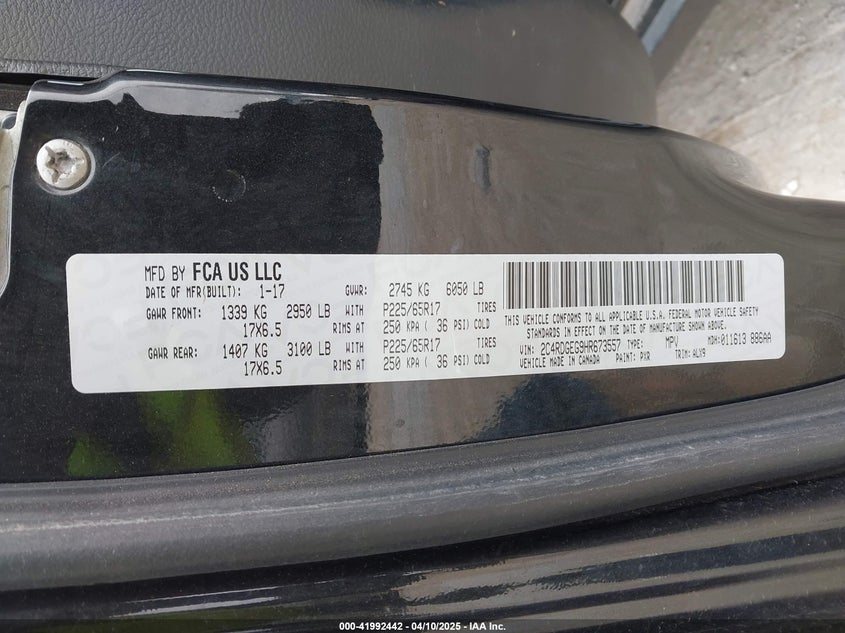 MFD BY FCA US LLC
DATE OF MFR(BUILT): 1-17 GVWR: 2745 KG 6050 LB
GAWR FRONT: 1339 KG 2950 LB WITH P225/65R17 TIRES
17X6.5 RIMS AT 250 KPA ( 36 PSI) COLD
GAWR REAR: 1407 KG 3100 LB WITH P225/65R17 TIRES
17X6.5 RIMS AT 250 KPA ( 36 PSI) COLD
THIS VEHICLE CONFORMS TO ALL APPLICABLE U.S.A. FEDERAL MOTOR VEHICLE SAFETY
STANDARDS IN EFFECT ON THE DATE OF MANUFACTURE SHOWN ABOVE.
VIN: 2C4RDGEG9HR673557 TYPE: MPV MDH:011613 886AA
VEHICLE MADE IN CANADA PAINT: PXR TRIM: ALX9
000-41992442 - 04/10/2025 - IAA Inc.